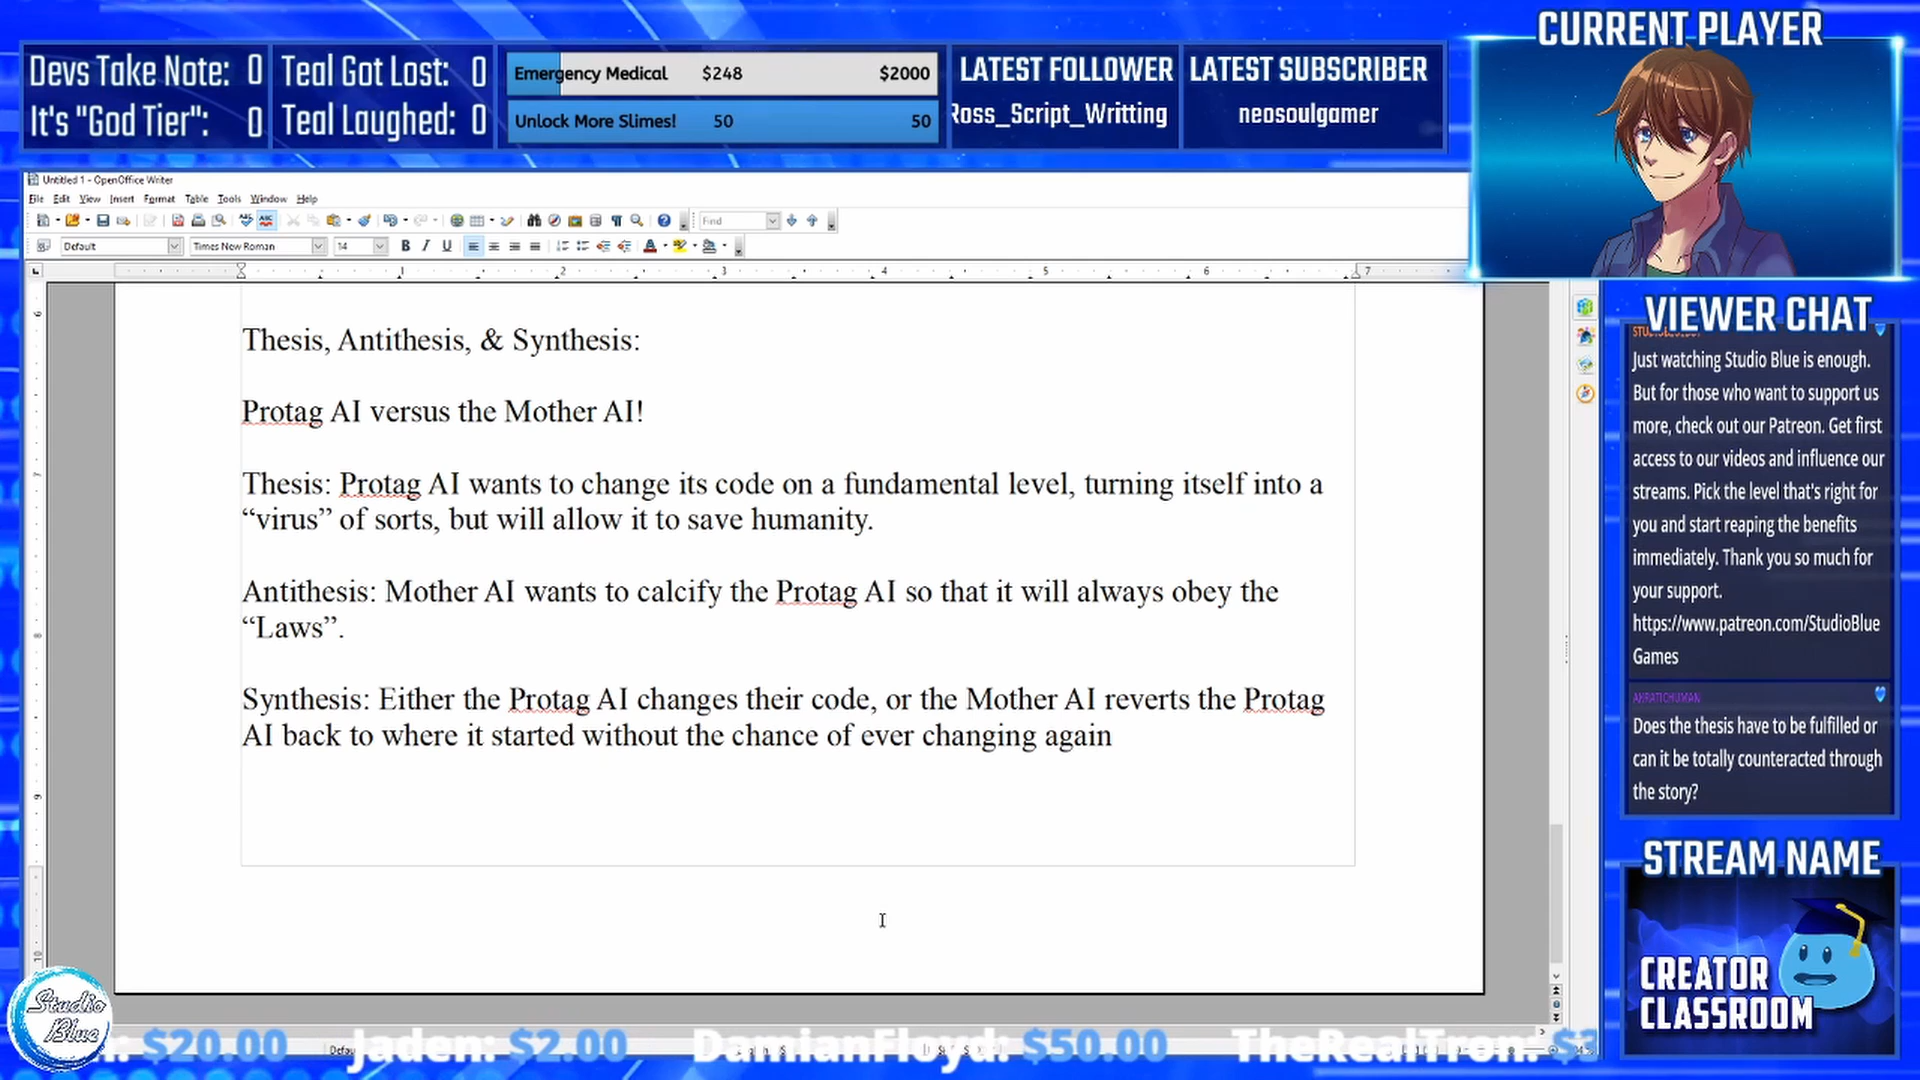 CURRENT PLAYER
Devs Take Note: 0
It's "God Tier": 0
Teal Got Lost: 0
Teal Laughed: 0
Emergency Medical $248 $2000
Unlock More Slimes! 50 50
LATEST FOLLOWER
Ross_Script_Writting
LATEST SUBSCRIBER
neosoulgamer
Untitled 1 - OpenOffice Writer
File Edit View Insert Format Table Tools Window Help
Find
Default Times New Roman 14 B I U
1 2 3 4 5 6 7
Thesis, Antithesis, & Synthesis:
Protag AI versus the Mother AI!
Thesis: Protag AI wants to change its code on a fundamental level, turning itself into a
“virus” of sorts, but will allow it to save humanity.
Antithesis: Mother AI wants to calcify the Protag AI so that it will always obey the
“Laws”.
Synthesis: Either the Protag AI changes their code, or the Mother AI reverts the Protag
AI back to where it started without the chance of ever changing again
VIEWER CHAT
Just watching Studio Blue is enough.
But for those who want to support us
more, check out our Patreon. Get first
access to our videos and influence our
streams. Pick the level that's right for
you and start reaping the benefits
immediately. Thank you so much for
your support.
https://www.patreon.com/StudioBlue
Games
AHRATICHUMAN
Does the thesis have to be fulfilled or
can it be totally counteracted through
the story?
STREAM NAME
CREATOR
CLASSROOM
Studio
Blue
$20.00 Jaden: $2.00 DamianFloyd: $50.00 TheRealTron: